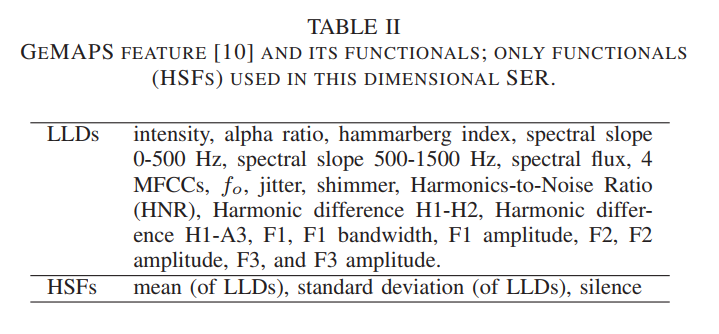 TABLE II
GEMAPS FEATURE [10] AND ITS FUNCTIONALS; ONLY FUNCTIONALS
(HSFS) USED IN THIS DIMENSIONAL SER.
LLDs intensity, alpha ratio, hammarberg index, spectral slope
0-500 Hz, spectral slope 500-1500 Hz, spectral flux, 4
MFCCs, fo, jitter, shimmer, Harmonics-to-Noise Ratio
(HNR), Harmonic difference H1-H2, Harmonic differ-
ence H1-A3, F1, F1 bandwidth, F1 amplitude, F2, F2
amplitude, F3, and F3 amplitude.
HSFs mean (of LLDs), standard deviation (of LLDs), silence